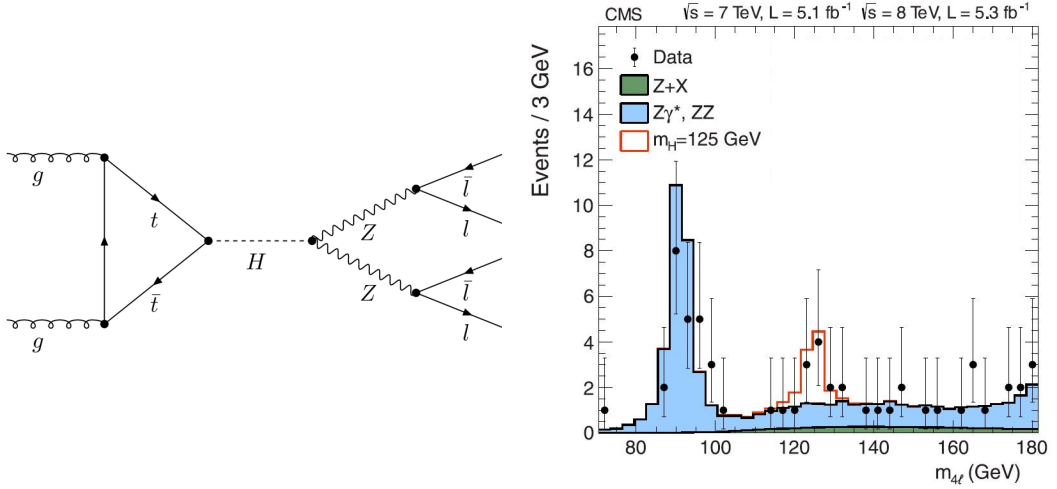 g
t
t̄
g
H
Z
Z
l̄
l
l̄
l
CMS √s = 7 TeV, L = 5.1 fb⁻¹ √s = 8 TeV, L = 5.3 fb⁻¹
Events / 3 GeV
16
14
12
10
8
6
4
2
0
Data
Z+X
Zγ*, ZZ
m_H=125 GeV
80 100 120 140 160 180
m_4ℓ (GeV)